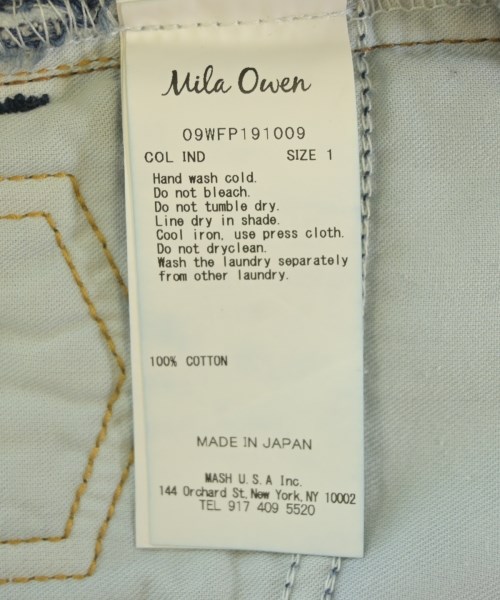 Mila Owen
09WFP191009
COL IND SIZE 1
Hand wash cold.
Do not bleach.
Do not tumble dry.
Line dry in shade.
Cool iron, use press cloth.
Do not dryclean.
Wash the laundry separately
from other laundry.
100% COTTON
MADE IN JAPAN
MASH U.S.A Inc.
144 Orchard St. New York, NY 10002
TEL 917 409 5520